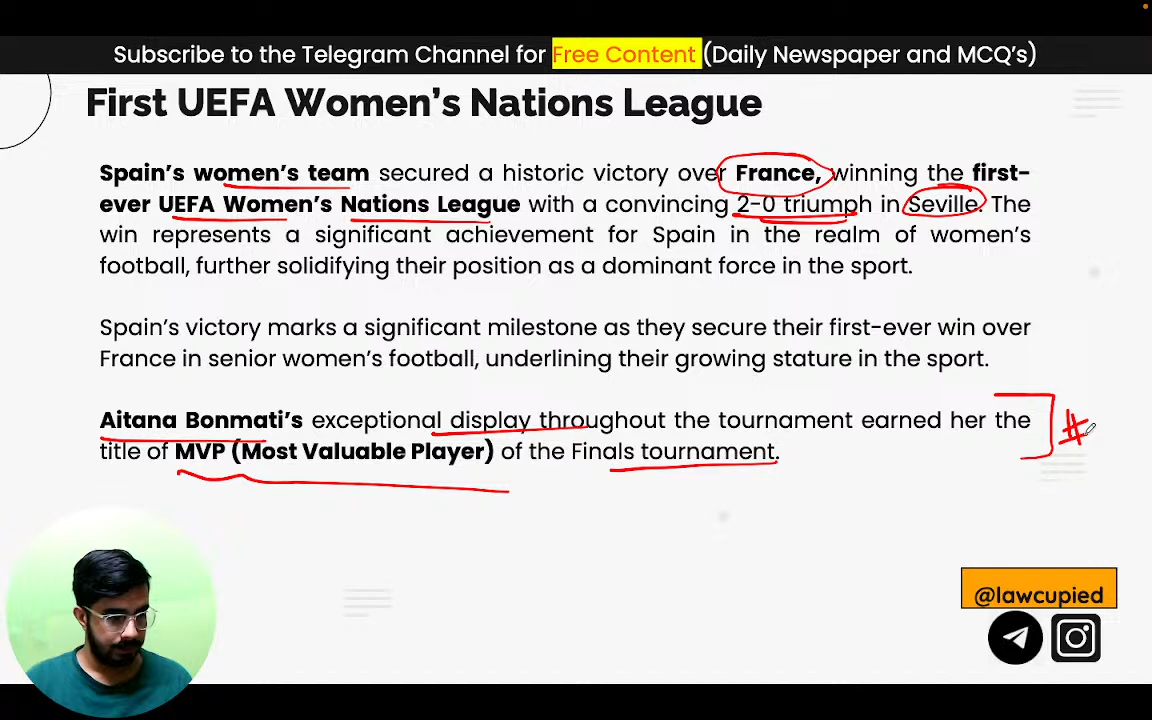 Subscribe to the Telegram Channel for Free Content (Daily Newspaper and MCQ's)
First UEFA Women's Nations League
Spain's women's team secured a historic victory over France, winning the first-
ever UEFA Women's Nations League with a convincing 2-0 triumph in Seville. The
win represents a significant achievement for Spain in the realm of women's
football, further solidifying their position as a dominant force in the sport.
Spain's victory marks a significant milestone as they secure their first-ever win over
France in senior women's football, underlining their growing stature in the sport.
Aitana Bonmati's exceptional display throughout the tournament earned her the
title of MVP (Most Valuable Player) of the Finals tournament.
#
@lawcupied